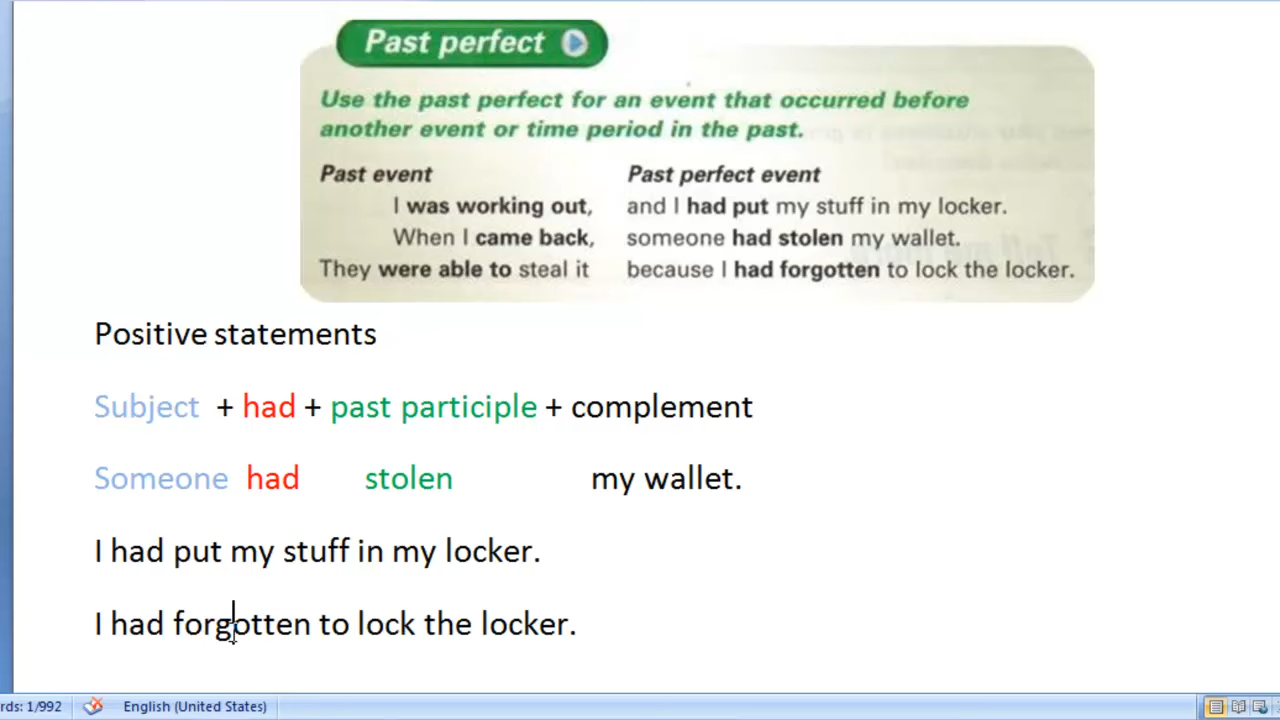 Past perfect
Use the past perfect for an event that occurred before
another event or time period in the past.
Past event Past perfect event
I was working out, and I had put my stuff in my locker.
When I came back, someone had stolen my wallet.
They were able to steal it because I had forgotten to lock the locker.
Positive statements
Subject + had + past participle + complement
Someone had stolen my wallet.
I had put my stuff in my locker.
I had forgotten to lock the locker.
rds: 1/992 English (United States)